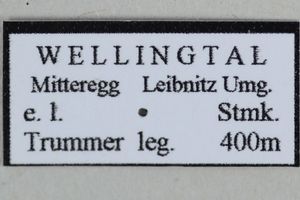 WELLINGTAL
Mitteregg Leibnitz Umg.
e. l. • Stmk.
Trummer leg. 400m